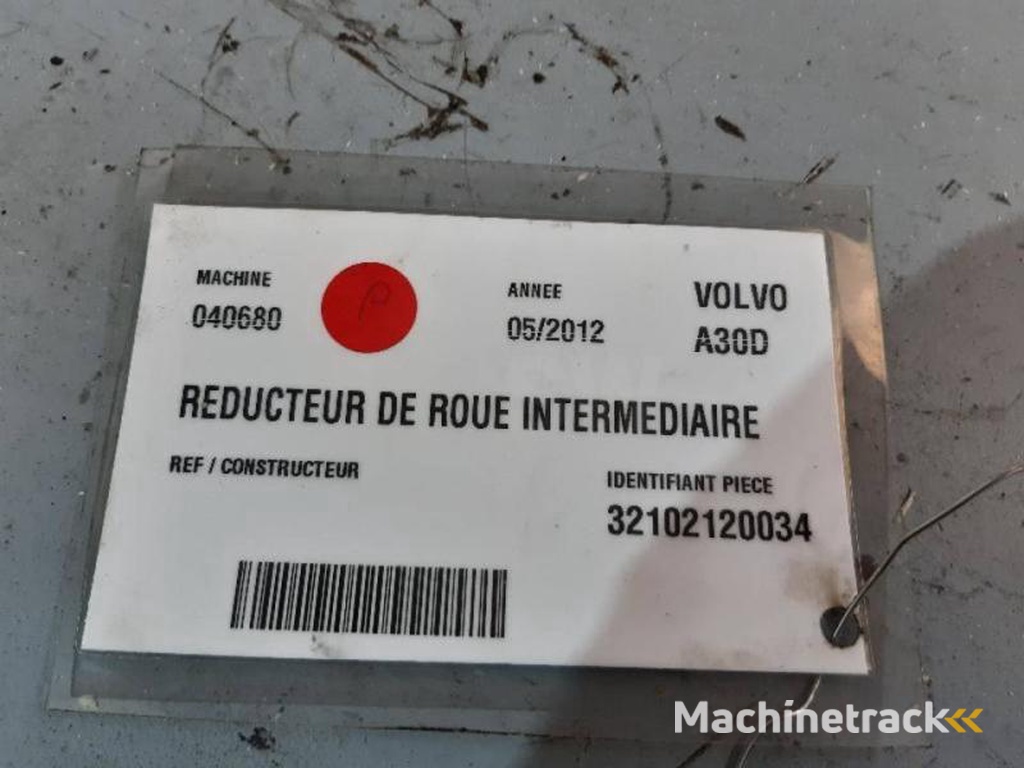 MACHINE
040680
P
ANNEE
05/2012
VOLVO
A30D
REDUCTEUR DE ROUE INTERMEDIAIRE
REF / CONSTRUCTEUR
IDENTIFIANT PIECE
32102120034
Machinetrack